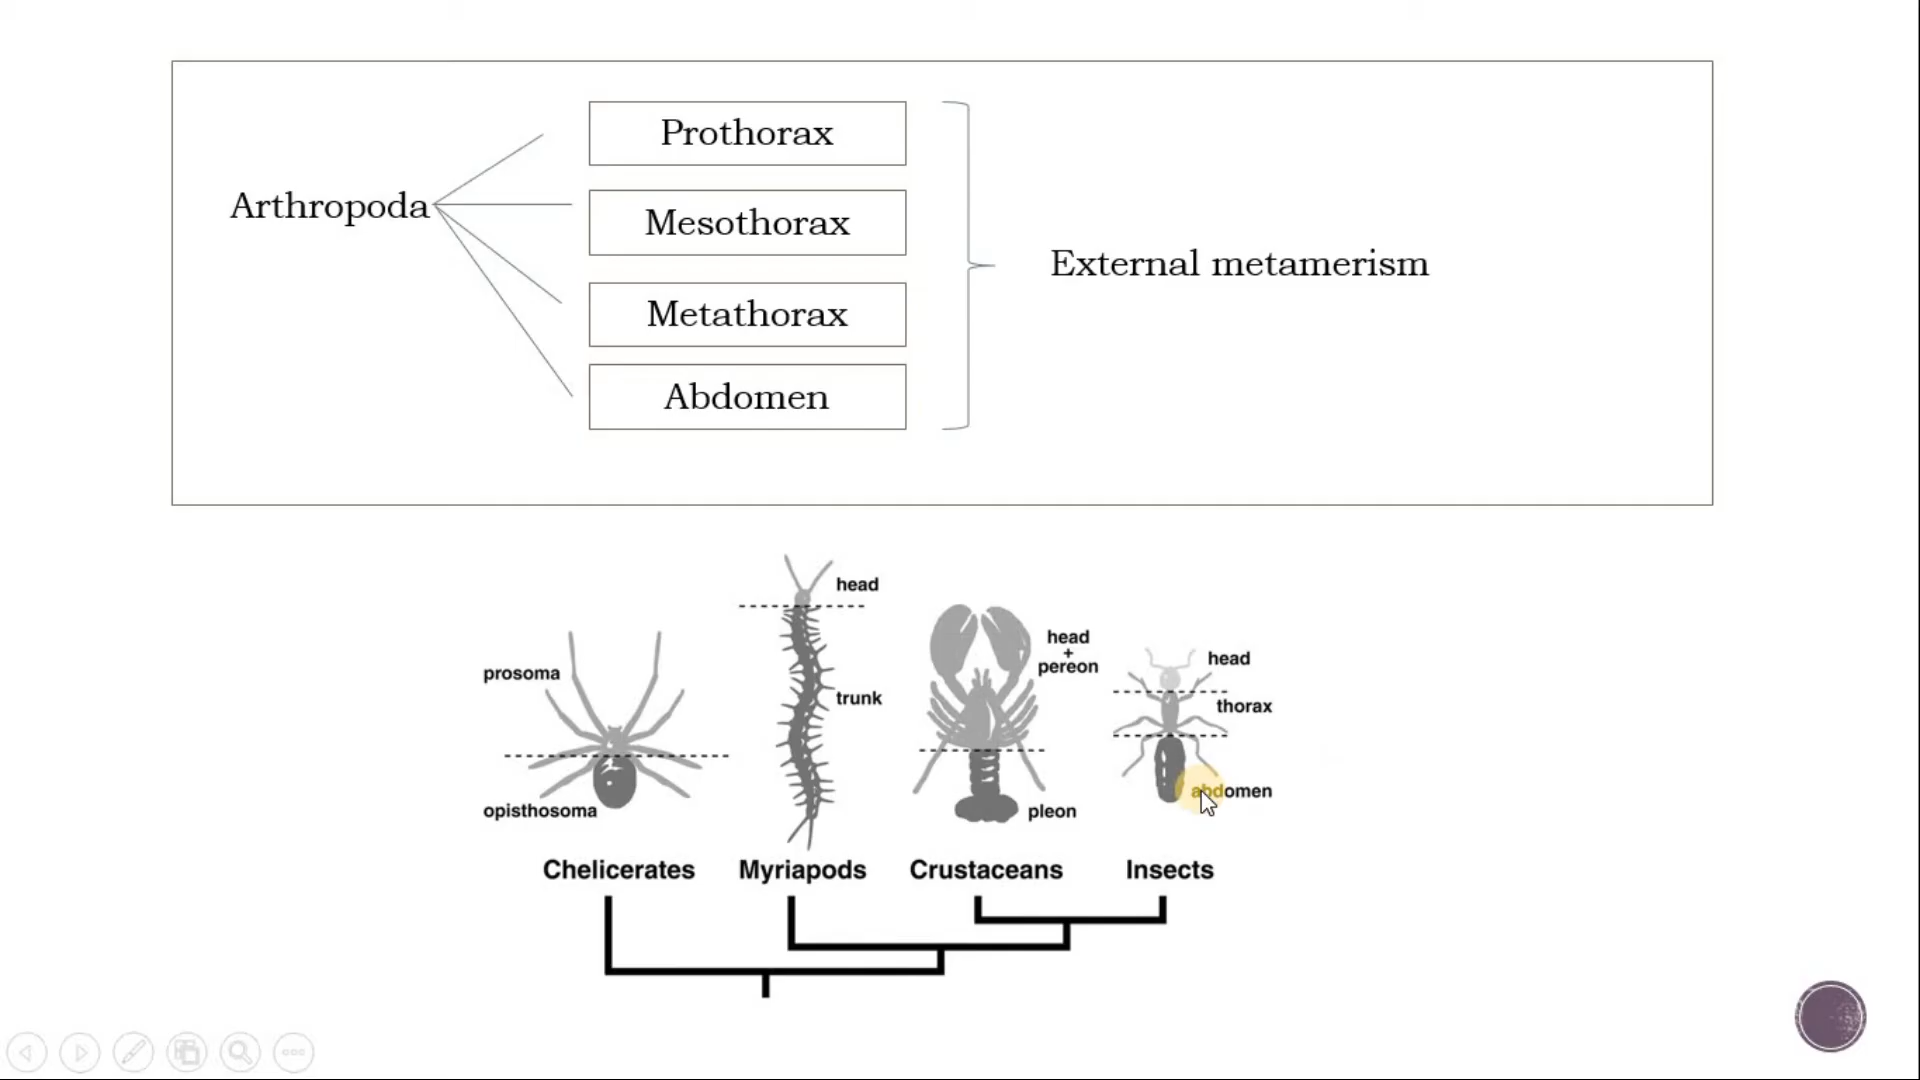 Prothorax
Mesothorax
Arthropoda
Metathorax
Abdomen
External metamerism
head
prosoma
trunk
opisthosoma
head
+
pereon
pleon
head
thorax
abdomen
Chelicerates
Myriapods
Crustaceans
Insects